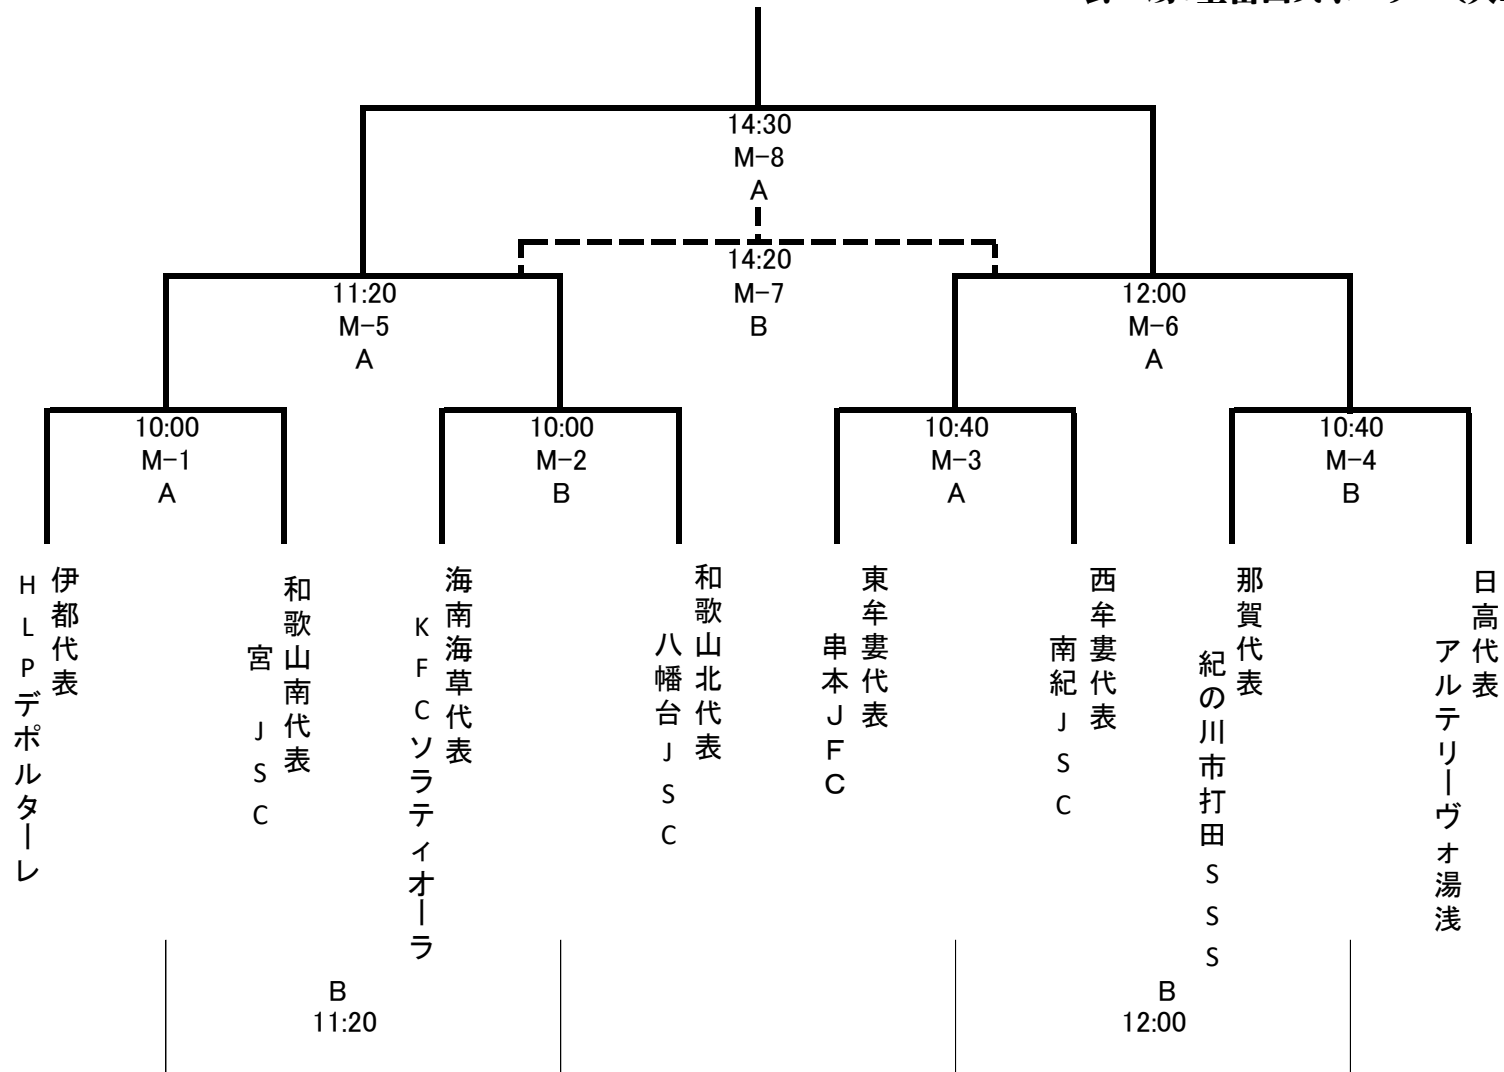 14:30
M-8
A
14:20
M-7
B
11:20
M-5
A
12:00
M-6
A
10:00
M-1
A
10:00
M-2
B
10:40
M-3
A
10:40
M-4
B
伊都代表
HLPデポルターレ
和歌山南代表
宮 JSC
海南海草代表
KFCソラティオーラ
和歌山北代表
八幡台JSC
東牟婁代表
串本JFC
西牟婁代表
南紀JSC
那賀代表
紀の川市打田SSS
日高代表
アルテリーヴォ湯浅
B
11:20
B
12:00